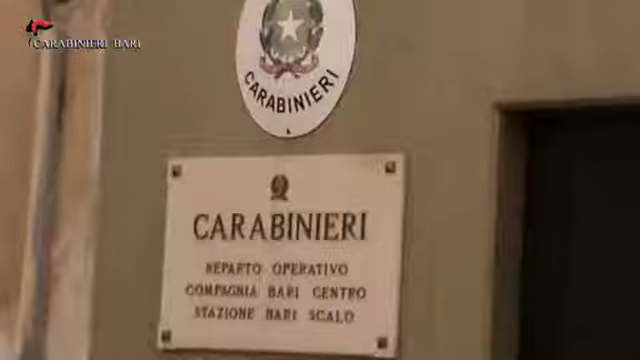 CARABINIERI BARI
CARABINIERI
CARABINIERI
REPARTO OPERATIVO
COMPAGNIA BARI CENTRO
STAZIONE BARI SCALO